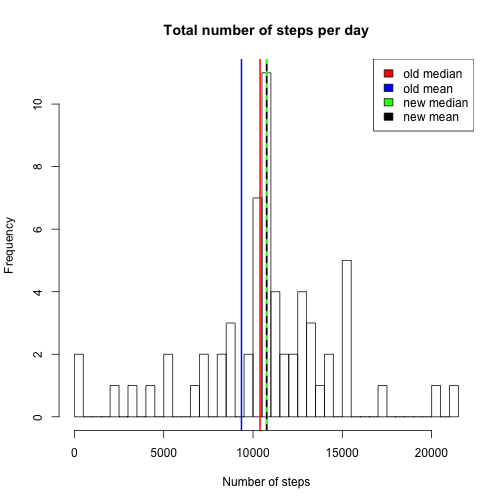 Total number of steps per day
old median
old mean
new median
new mean
Frequency
0
2
4
6
8
10
0 5000 10000 15000 20000
Number of steps